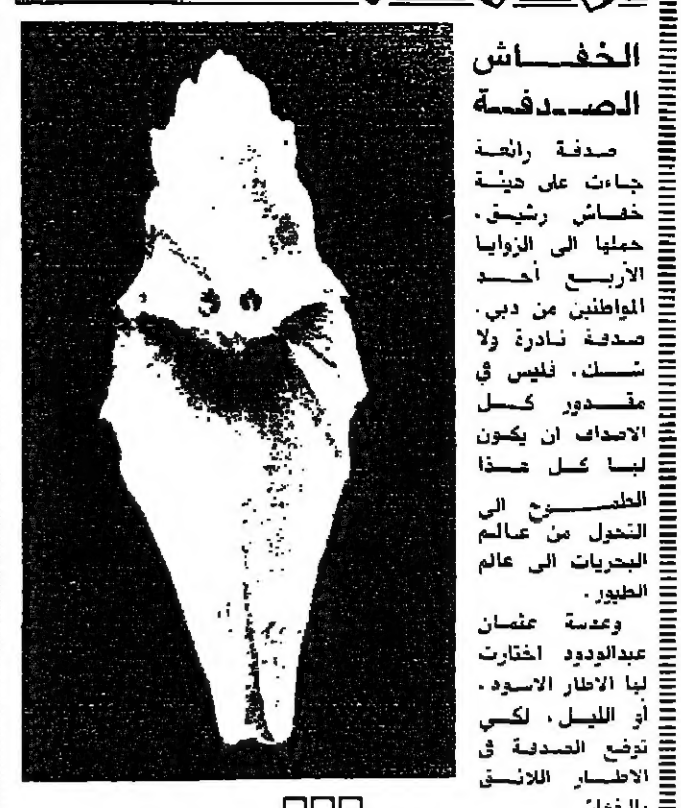 الخفـــاش
الصــدفــة
صدفة رائعة
جاءت على هيئة
خفاش رشيق.
حملها الى الزوايا
الأربع أحد
المواطنين من دبي.
صدفة نادرة ولا
شك، فليس في
مقدور كل
الاصداف ان يكون
لها كل هذا
الطموح الى
التحول من عالم
البحريات الى عالم
الطيور.
وعدسة عثمان
عبدالودود اختارت
لها الاطار الاسود،
أو الليل، لكي
توضع الصدفة في
الاطار اللائق